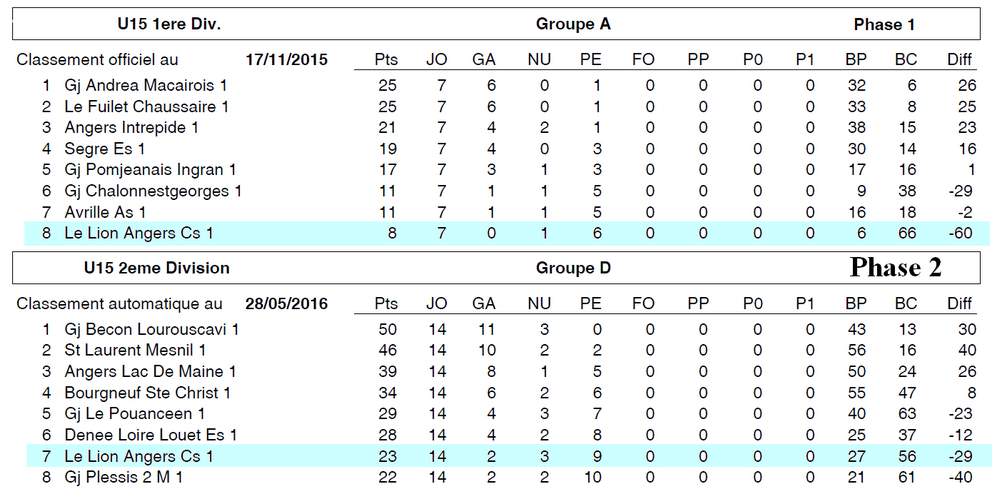 U15 1ere Div. Groupe A Phase 1
Classement officiel au 17/11/2015 Pts JO GA NU PE FO PP P0 P1 BP BC Diff
1 Gj Andrea Macairois 1 25 7 6 0 1 0 0 0 0 32 6 26
2 Le Fuilet Chaussaire 1 25 7 6 0 1 0 0 0 0 33 8 25
3 Angers Intrepide 1 21 7 4 2 1 0 0 0 0 38 15 23
4 Segre Es 1 19 7 4 0 3 0 0 0 0 30 14 16
5 Gj Pomjeanais Ingran 1 17 7 3 1 3 0 0 0 0 17 16 1
6 Gj Chalonnestgeorges 1 11 7 1 1 5 0 0 0 0 9 38 -29
7 Avrille As 1 11 7 1 1 5 0 0 0 0 16 18 -2
8 Le Lion Angers Cs 1 8 7 0 1 6 0 0 0 0 6 66 -60
U15 2eme Division Groupe D Phase 2
Classement automatique au 28/05/2016 Pts JO GA NU PE FO PP P0 P1 BP BC Diff
1 Gj Becon Lourouscavi 1 50 14 11 3 0 0 0 0 0 43 13 30
2 St Laurent Mesnil 1 46 14 10 2 2 0 0 0 0 56 16 40
3 Angers Lac De Maine 1 39 14 8 1 5 0 0 0 0 50 24 26
4 Bourgneuf Ste Christ 1 34 14 6 2 6 0 0 0 0 55 47 8
5 Gj Le Pouanceen 1 29 14 4 3 7 0 0 0 0 40 63 -23
6 Denee Loire Louet Es 1 28 14 4 2 8 0 0 0 0 25 37 -12
7 Le Lion Angers Cs 1 23 14 2 3 9 0 0 0 0 27 56 -29
8 Gj Plessis 2 M 1 22 14 2 2 10 0 0 0 0 21 61 -40